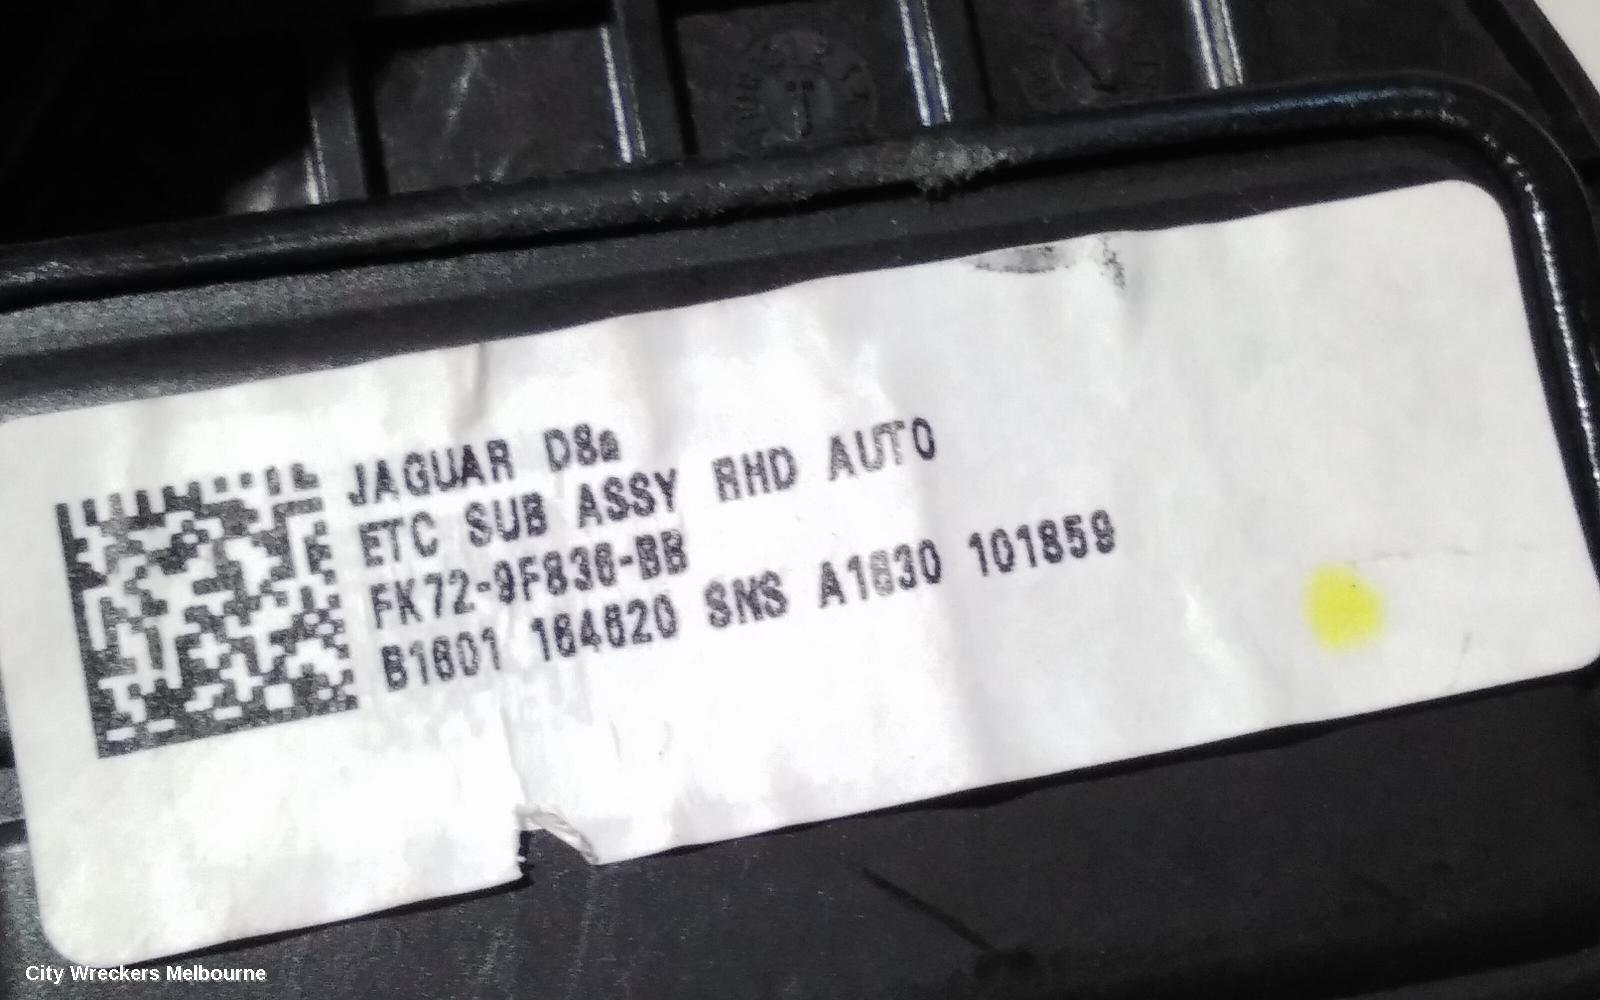 JAGUAR D8a
ETC SUB ASSY RHD AUTO
FK72-9F836-BB
B1601 164620 SNS A1630 101859
City Wreckers Melbourne